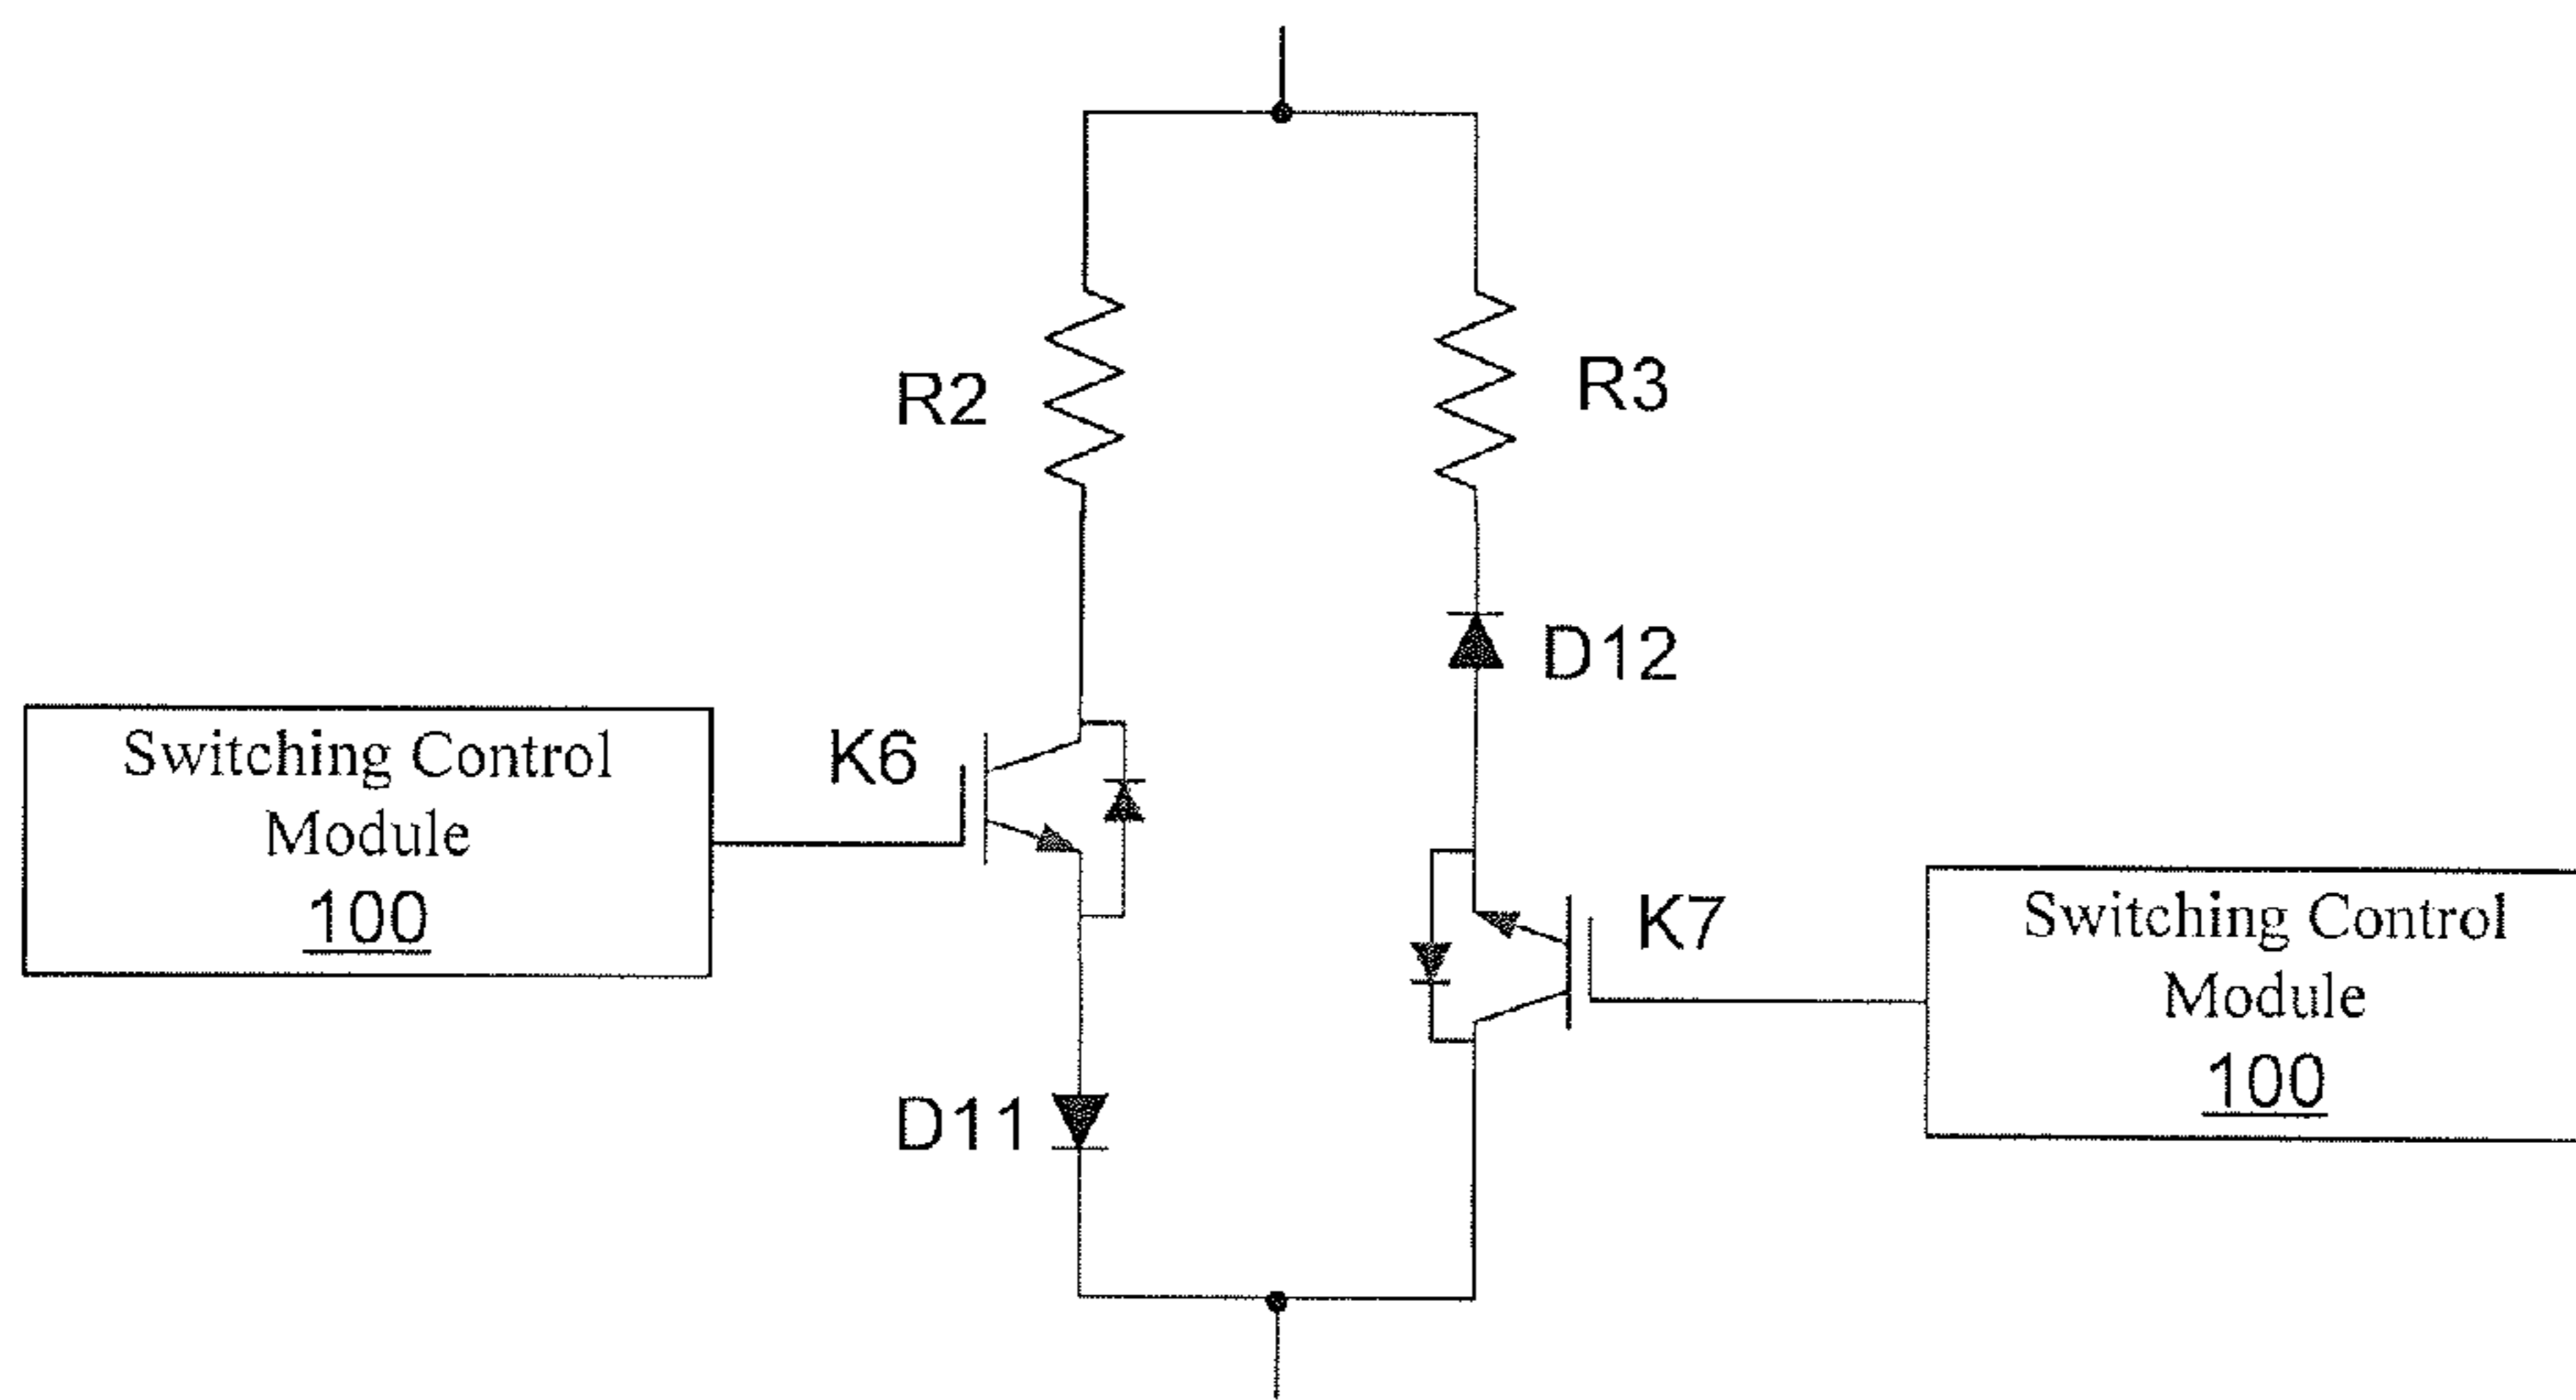 R2
R3
D12
K6
Switching Control
Module
100
K7
Switching Control
Module
100
D11